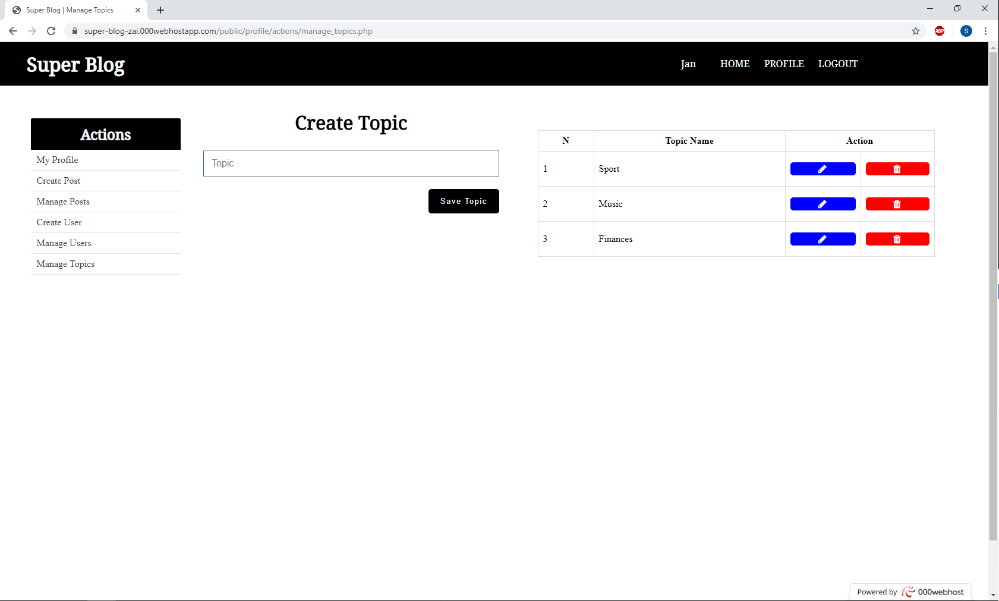 Super Blog | Manage Topics
super-blog-zai.000webhostapp.com/public/profile/actions/manage_topics.php
ABP
S
Super Blog
Jan HOME PROFILE LOGOUT
Actions
My Profile
Create Post
Manage Posts
Create User
Manage Users
Manage Topics
Create Topic
Topic
Save Topic
N Topic Name Action
1 Sport
2 Music
3 Finances
Powered by 000webhost